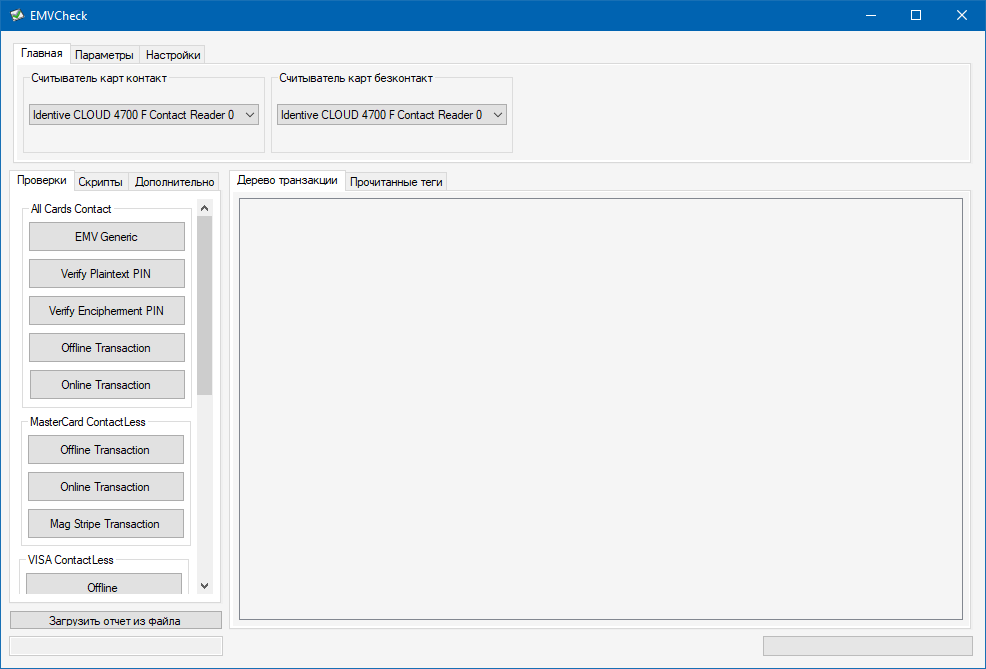 EMVCheck
Главная Параметры Настройки
Считыватель карт контакт Считыватель карт безконтакт
Identive CLOUD 4700 F Contact Reader 0 Identive CLOUD 4700 F Contact Reader 0
Проверки Скрипты Дополнительно
Дерево транзакции Прочитанные теги
All Cards Contact
EMV Generic
Verify Plaintext PIN
Verify Encipherment PIN
Offline Transaction
Online Transaction
MasterCard ContactLess
Offline Transaction
Online Transaction
Mag Stripe Transaction
VISA ContactLess
Offline
Загрузить отчет из файла